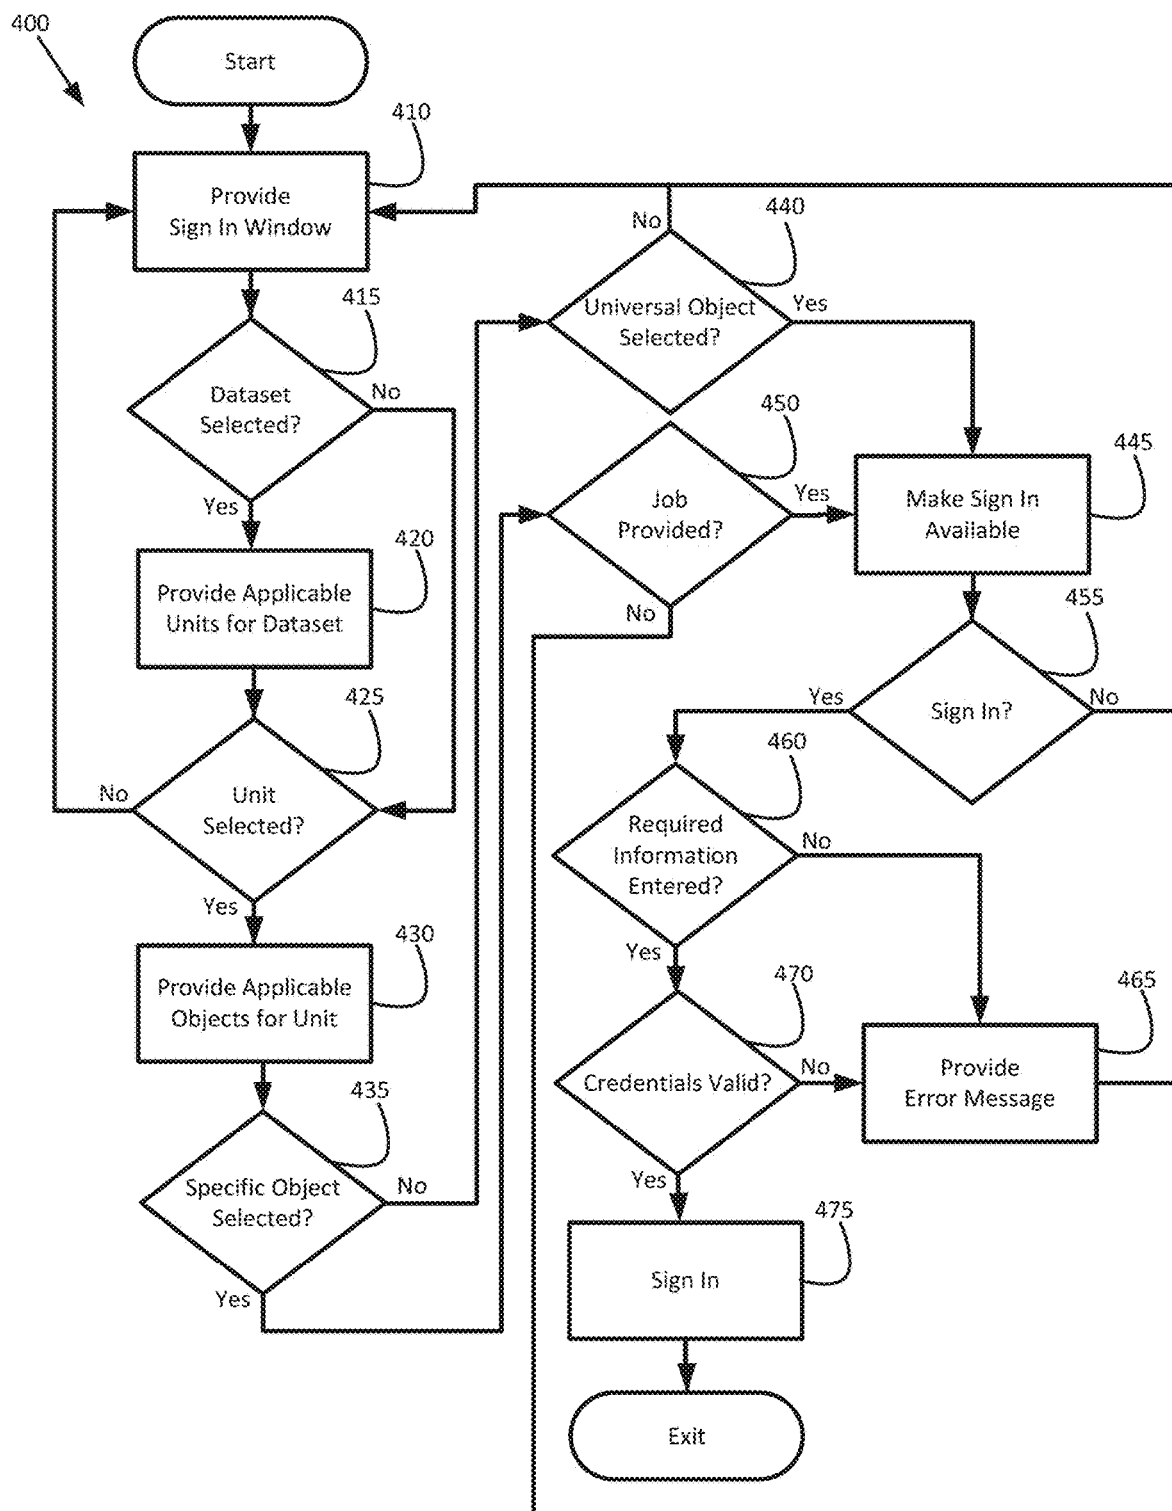 400
Start
410
Provide
Sign In Window
415
Dataset
Selected?
No
Yes
420
Provide Applicable
Units for Dataset
425
Unit
Selected?
No
Yes
430
Provide Applicable
Objects for Unit
435
Specific Object
Selected?
No
Yes
440
No
Universal Object
Selected?
Yes
450
Job
Provided?
Yes
No
445
Make Sign In
Available
455
Sign In?
Yes
No
460
Required
Information
Entered?
No
Yes
470
Credentials Valid?
No
Yes
465
Provide
Error Message
475
Sign In
Exit